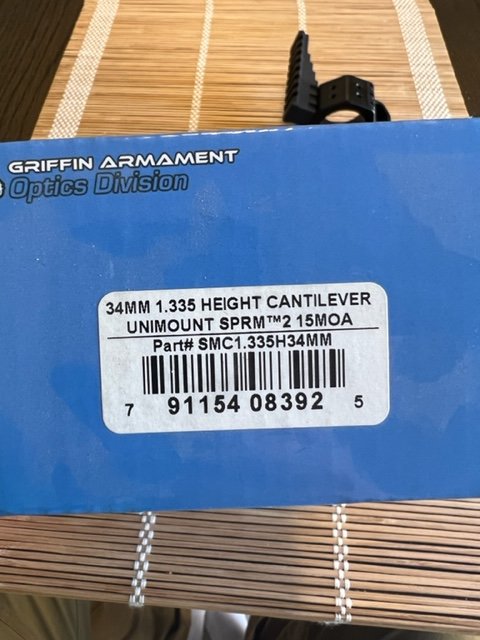 GRIFFIN ARMAMENT
Optics Division
34MM 1.335 HEIGHT CANTILEVER
UNIMOUNT SPRM™2 15MOA
Part# SMC1.335H34MM
7 91154 08392 5